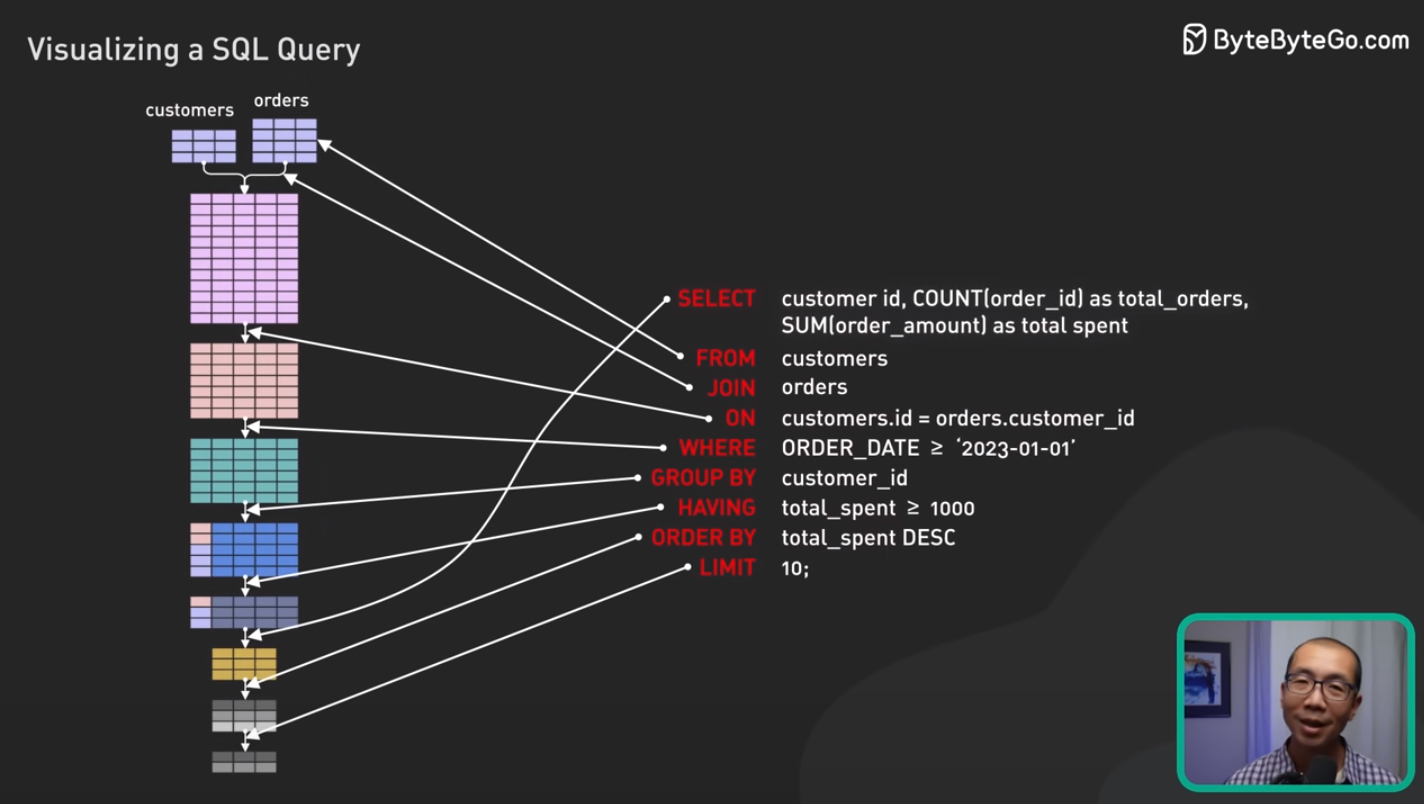 Visualizing a SQL Query
ByteByteGo.com
customers
orders
SELECT customer id, COUNT(order_id) as total_orders,
SUM(order_amount) as total spent
FROM customers
JOIN orders
ON customers.id = orders.customer_id
WHERE ORDER_DATE ≥ ‘2023-01-01’
GROUP BY customer_id
HAVING total_spent ≥ 1000
ORDER BY total_spent DESC
LIMIT 10;